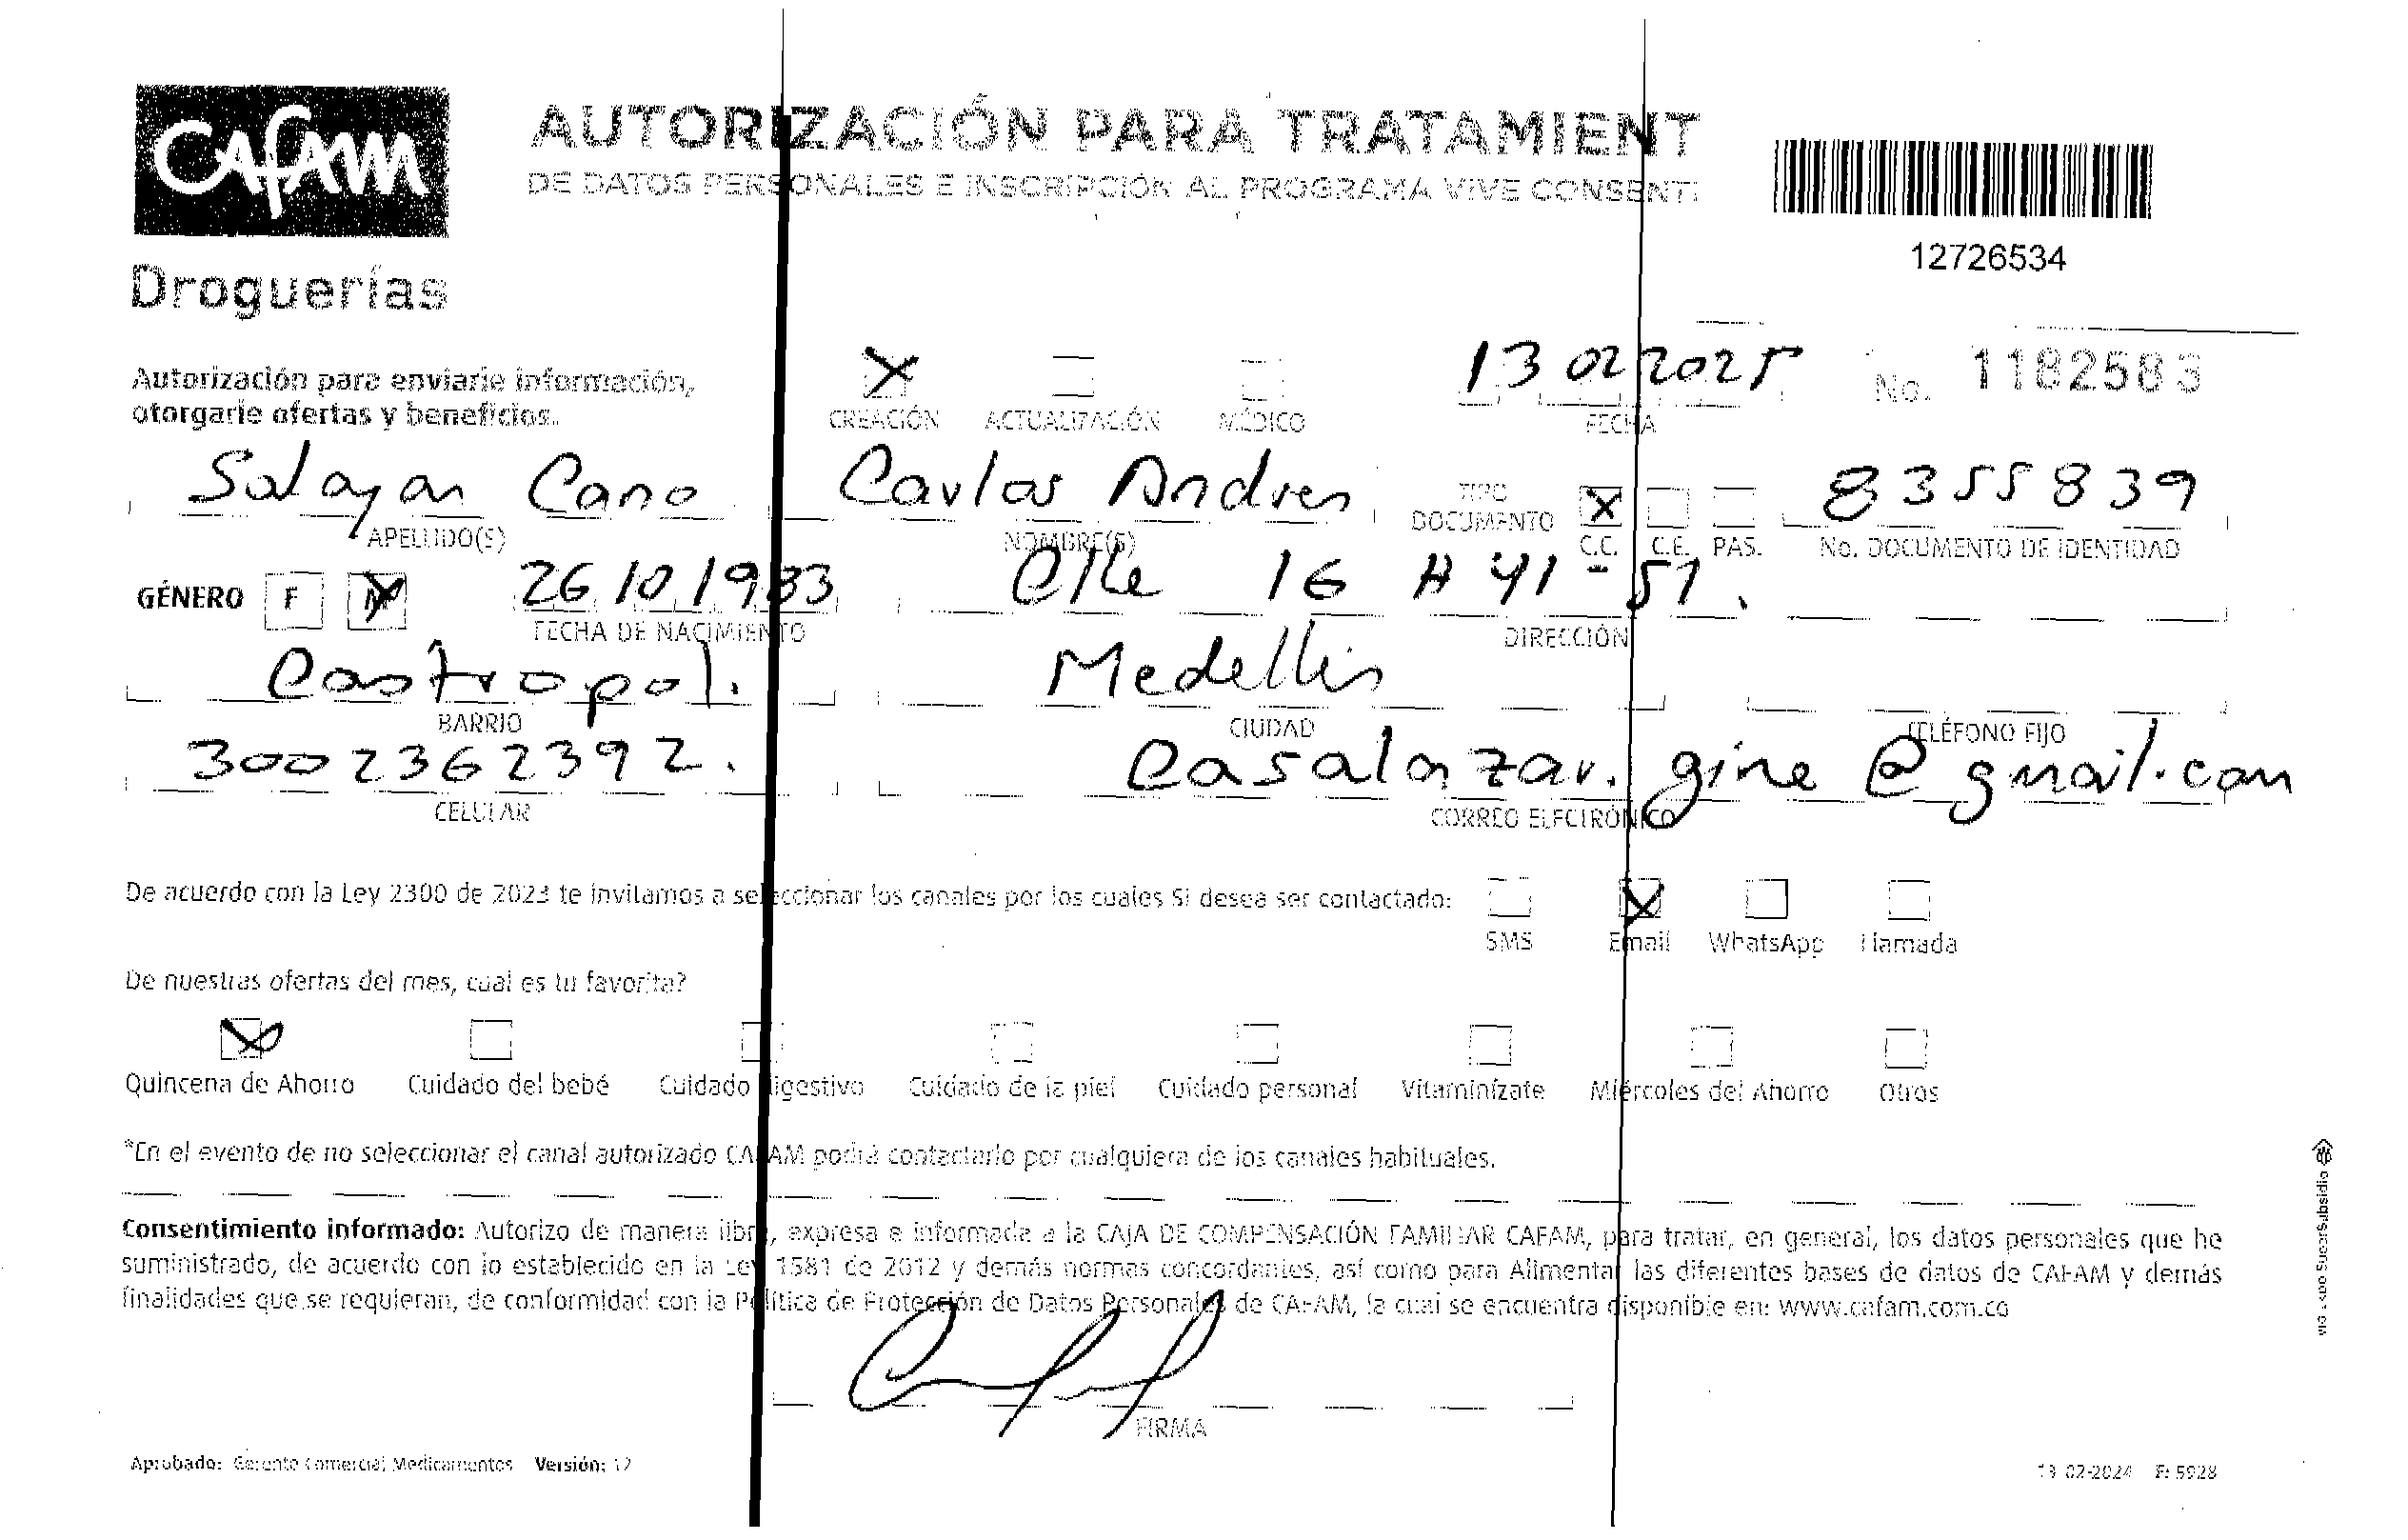 CAFAM
Droguerías
AUTORIZACIÓN PARA TRATAMIENT
DE DATOS PERSONALES E INSCRIPCIÓN AL PROGRAMA VIVE CONSENTI
12726534
Autorización para enviarle información,
otorgarle ofertas y beneficios.
CREACIÓN ACTUALIZACIÓN MÉDICO
13 02 2025
FECHA
No. 1182583
Salazar Cano Carlos Andres
APELLIDO(S) NOMBRE(S)
TIPO DOCUMENTO X C.C. C.E. PAS.
8355839
No. DOCUMENTO DE IDENTIDAD
GÉNERO F M 26 10 1983 Clle 16 # 41 - 51.
FECHA DE NACIMIENTO DIRECCIÓN
Castropol. Medellin
BARRIO CIUDAD TELÉFONO FIJO
3002362392. casalazar.gine@gmail.com
CELULAR CORREO ELECTRÓNICO
De acuerdo con la Ley 2300 de 2023 te invitamos a seleccionar los canales por los cuales Si desea ser contactado:
SMS Email WhatsApp Llamada
De nuestras ofertas del mes, cual es tu favorita?
Quincena de Ahorro Cuidado del bebé Cuidado digestivo Cuidado de la piel Cuidado personal Vitaminízate Miércoles del Ahorro Otros
*En el evento de no seleccionar el canal autorizado CAFAM podrá contactarlo por cualquiera de los canales habituales.
Consentimiento informado: Autorizo de manera libre, expresa e informada a la CAJA DE COMPENSACIÓN FAMILIAR CAFAM, para tratar, en general, los datos personales que he
suministrado, de acuerdo con lo establecido en la Ley 1581 de 2012 y demás normas concordantes, así como para Alimentar las diferentes bases de datos de CAFAM y demás
finalidades que se requieran, de conformidad con la Política de Protección de Datos Personales de CAFAM, la cual se encuentra disponible en: www.cafam.com.co
FIRMA
Aprobado: Gerente Comercial Medicamentos Versión: 12
13-02-2024 F: 5928
SuperSubsidio